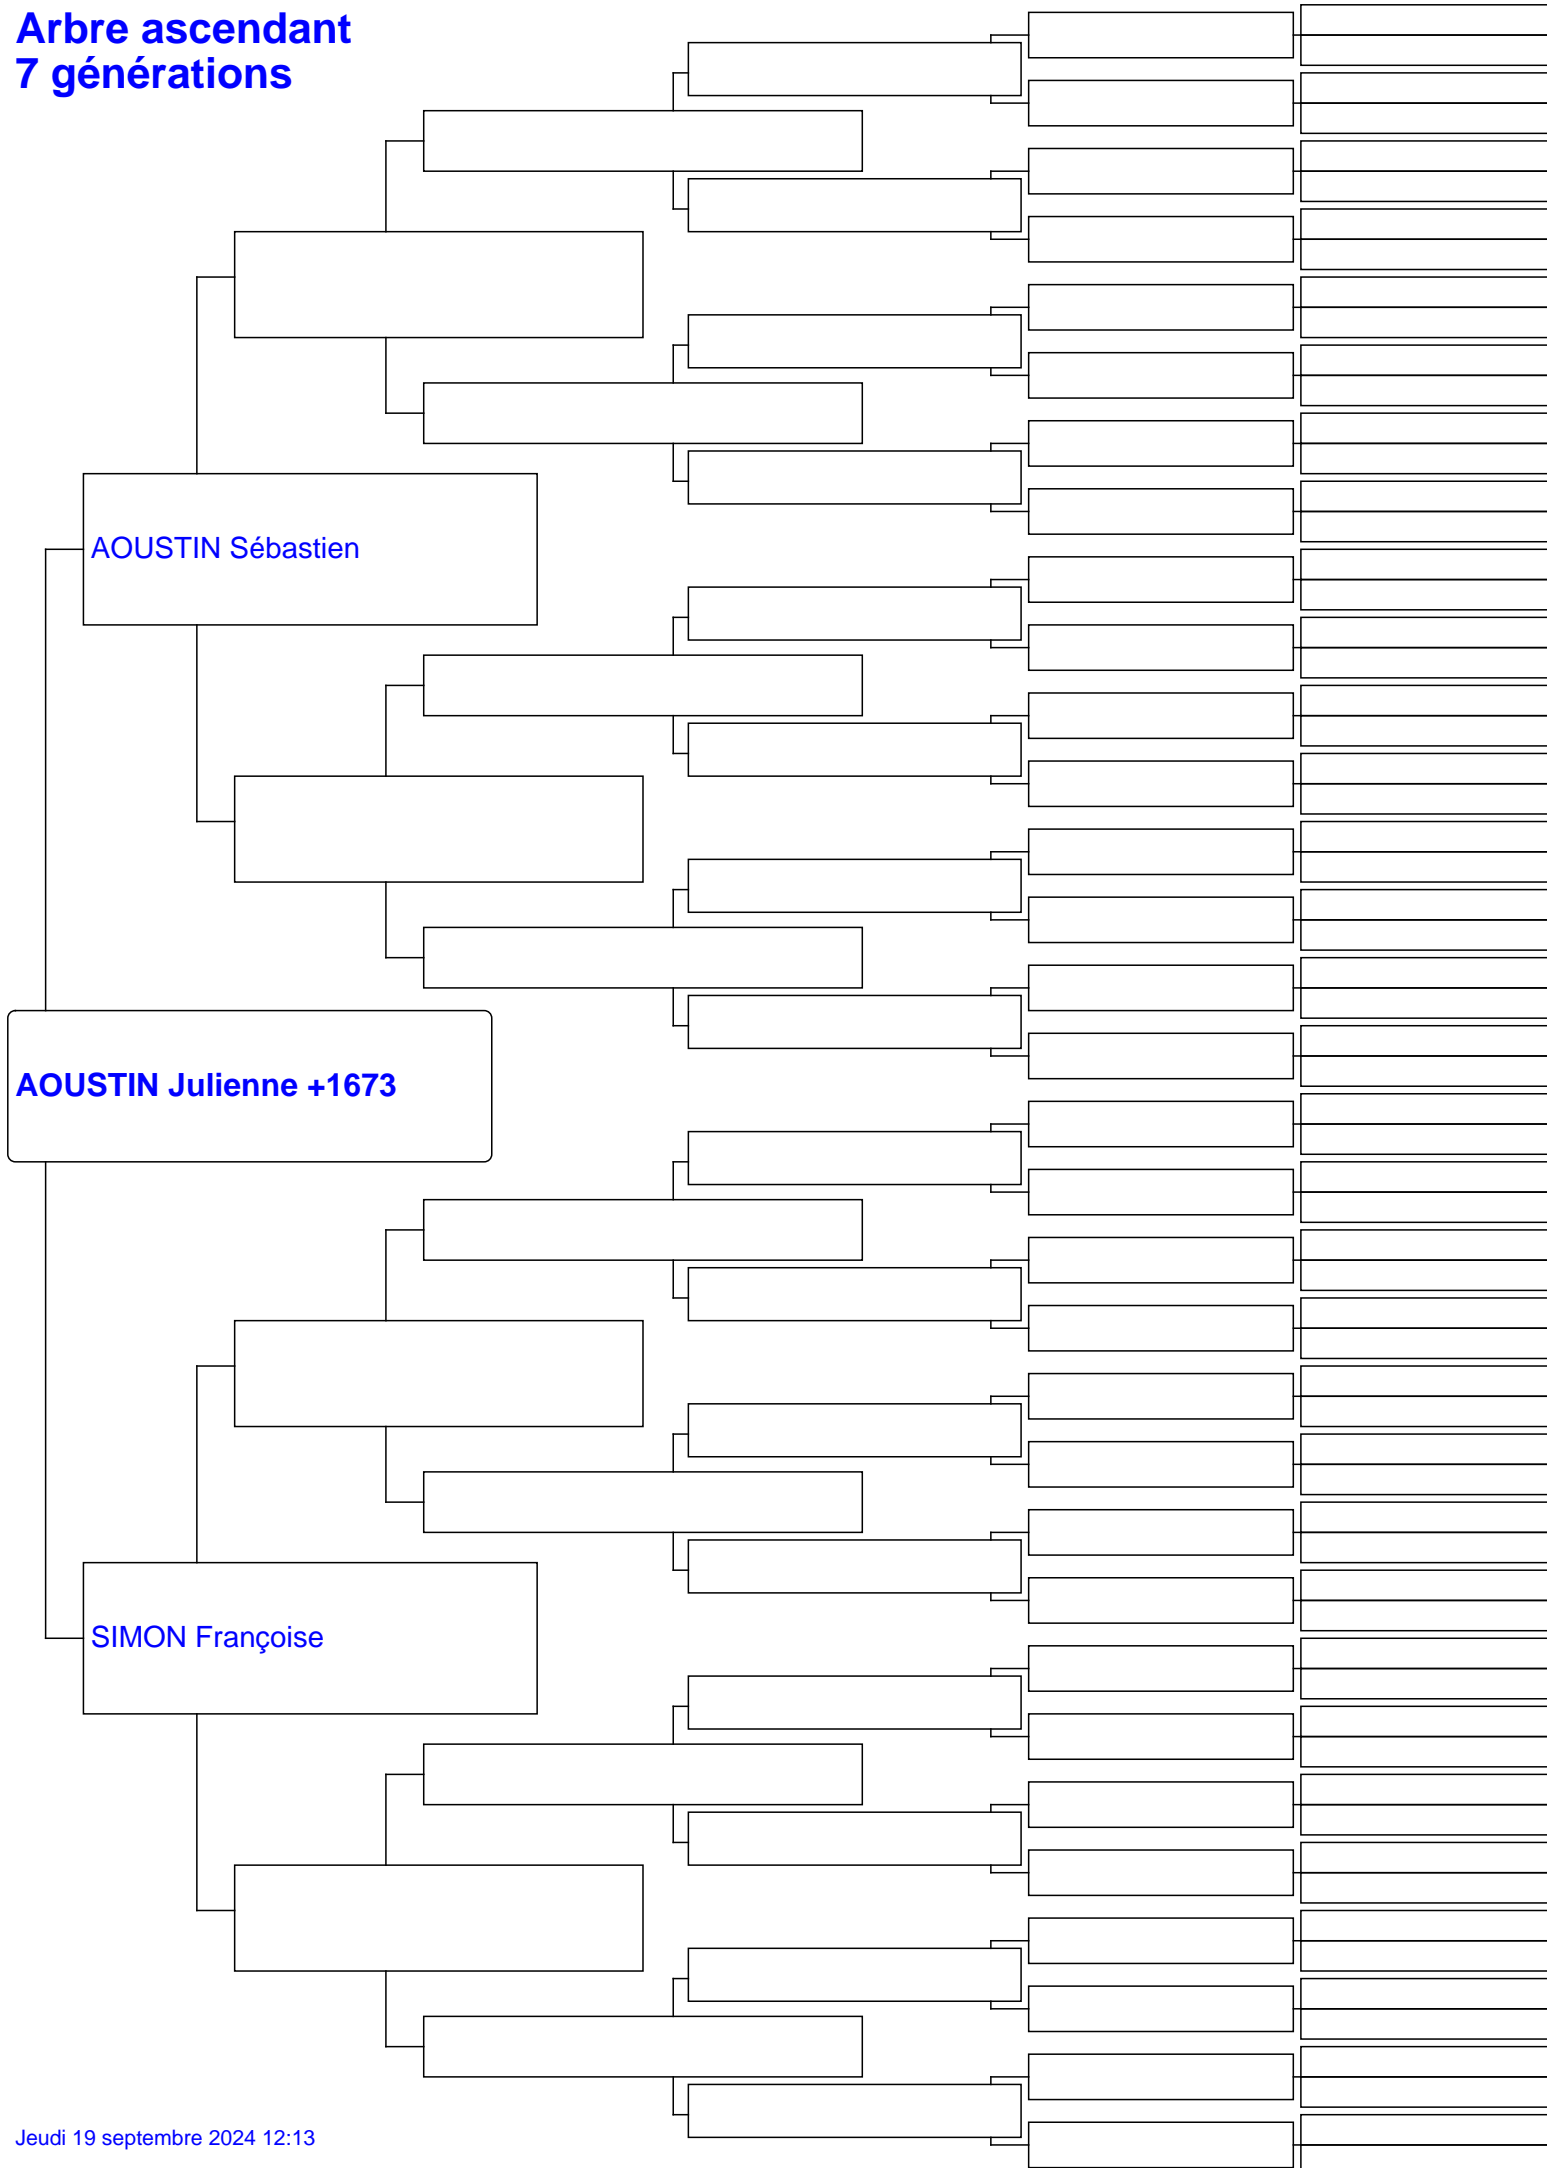 Arbre ascendant
7 générations
AOUSTIN Sébastien
AOUSTIN Julienne +1673
SIMON Françoise
Jeudi 19 septembre 2024 12:13